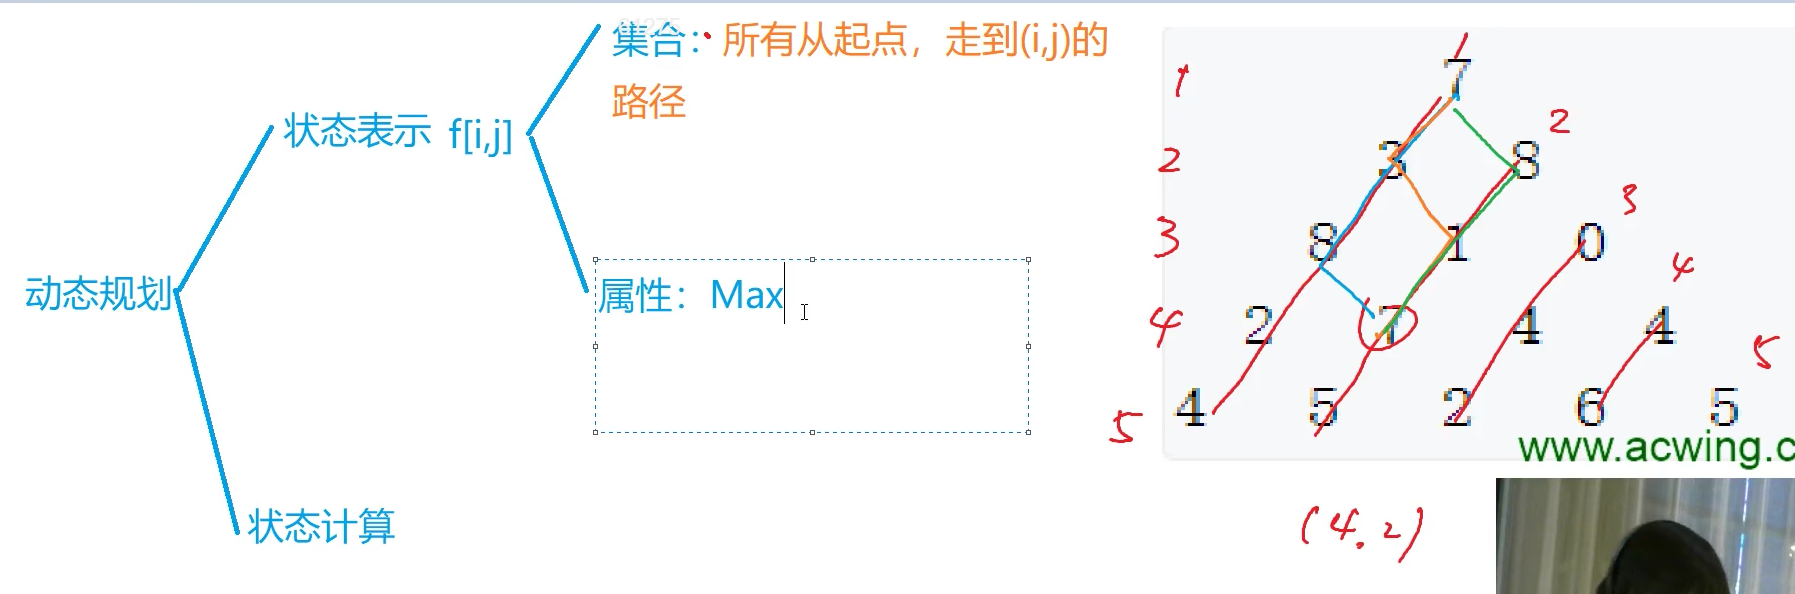 集合：所有从起点，走到(i,j)的
路径
状态表示 f[i,j]
属性：Max
动态规划
状态计算
1 7
2 3 8 2
3 8 1 0 3
4 2 7 4 4 4
5 4 5 2 6 5 5
www.acwing.c
(4.2)